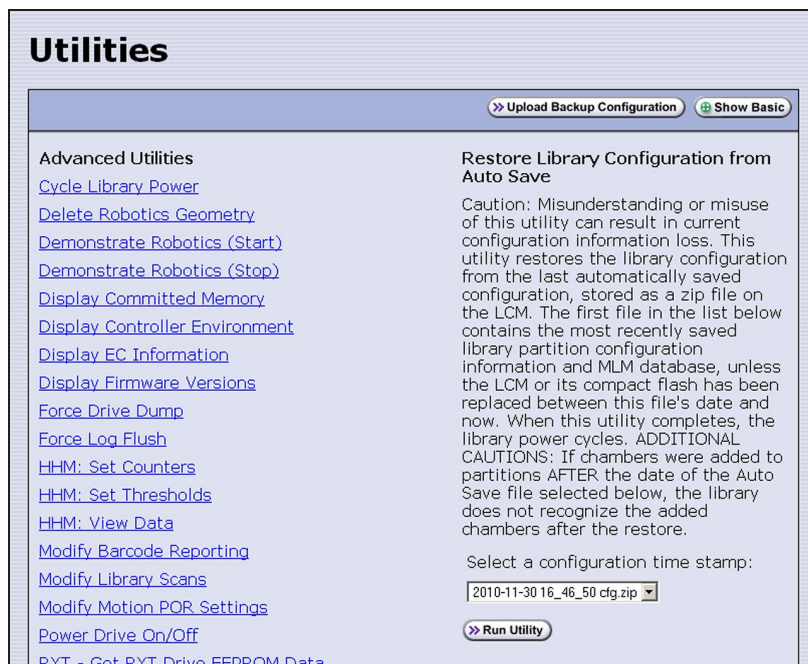 Utilities
Upload Backup Configuration
Show Basic
Advanced Utilities
Cycle Library Power
Delete Robotics Geometry
Demonstrate Robotics (Start)
Demonstrate Robotics (Stop)
Display Committed Memory
Display Controller Environment
Display EC Information
Display Firmware Versions
Force Drive Dump
Force Log Flush
HHM: Set Counters
HHM: Set Thresholds
HHM: View Data
Modify Barcode Reporting
Modify Library Scans
Modify Motion POR Settings
Power Drive On/Off
RXT - Get RXT Drive EEPROM Data
Restore Library Configuration from
Auto Save
Caution: Misunderstanding or misuse
of this utility can result in current
configuration information loss. This
utility restores the library configuration
from the last automatically saved
configuration, stored as a zip file on
the LCM. The first file in the list below
contains the most recently saved
library partition configuration
information and MLM database, unless
the LCM or its compact flash has been
replaced between this file's date and
now. When this utility completes, the
library power cycles. ADDITIONAL
CAUTIONS: If chambers were added to
partitions AFTER the date of the Auto
Save file selected below, the library
does not recognize the added
chambers after the restore.
Select a configuration time stamp:
2010-11-30 16_46_50 cfg.zip
Run Utility